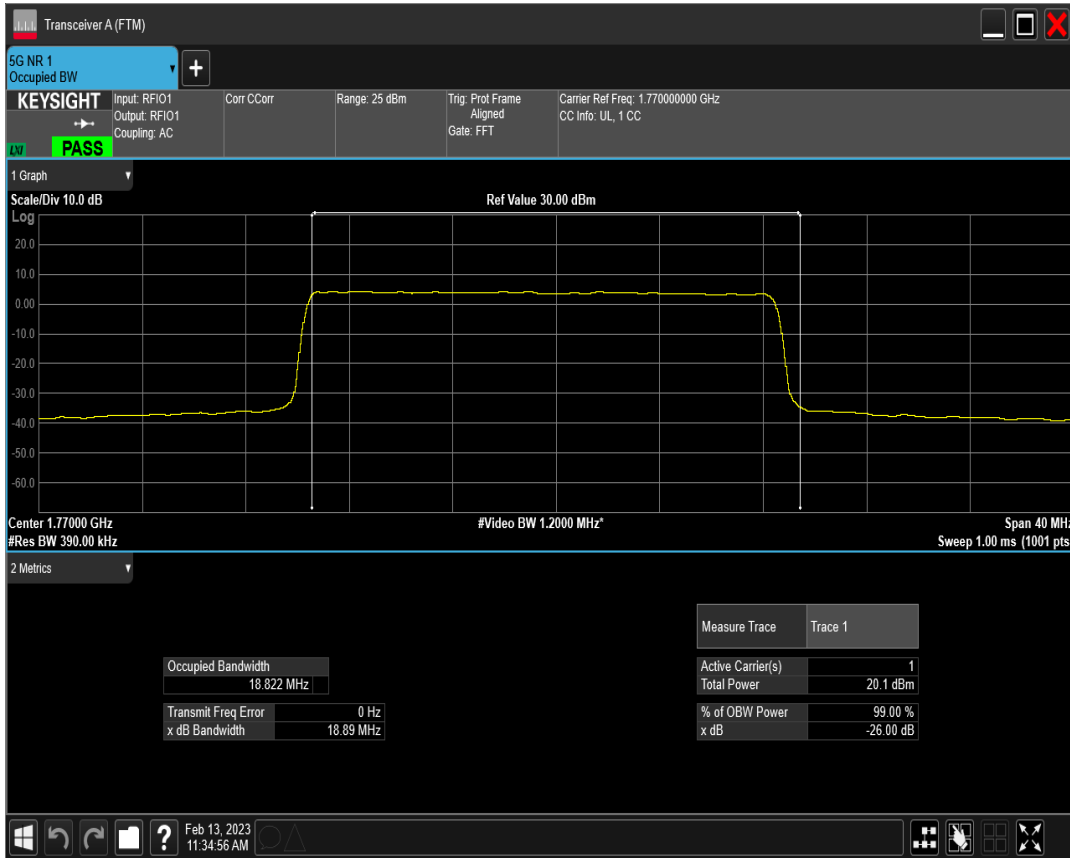 Transceiver A (FTM)
5G NR 1
Occupied BW
+
KEYSIGHT
LXI
PASS
Input: RFIO1
Output: RFIO1
Coupling: AC
Corr CCorr
Range: 25 dBm
Trig: Prot Frame
Aligned
Gate: FFT
Carrier Ref Freq: 1.770000000 GHz
CC Info: UL, 1 CC
1 Graph
Scale/Div 10.0 dB
Ref Value 30.00 dBm
Log
20.0
10.0
0.00
-10.0
-20.0
-30.0
-40.0
-50.0
-60.0
Center 1.77000 GHz
#Video BW 1.2000 MHz*
Span 40 MHz
#Res BW 390.00 kHz
Sweep 1.00 ms (1001 pts
2 Metrics
Measure Trace Trace 1
Occupied Bandwidth
18.822 MHz
Active Carrier(s) 1
Total Power 20.1 dBm
Transmit Freq Error 0 Hz
x dB Bandwidth 18.89 MHz
% of OBW Power 99.00 %
x dB -26.00 dB
?
Feb 13, 2023
11:34:56 AM